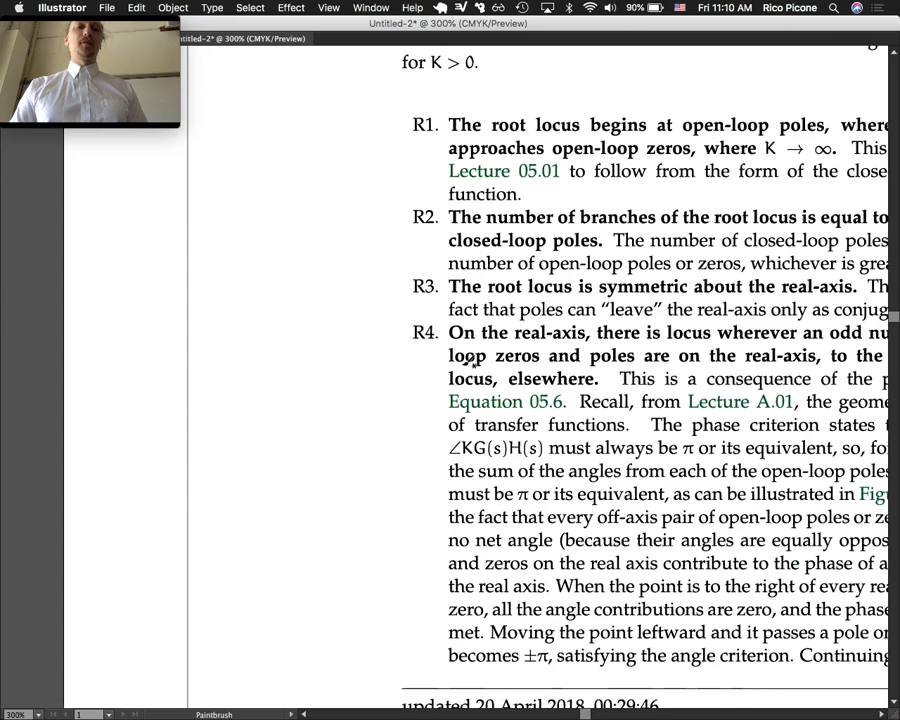 Illustrator File Edit Object Type Select Effect View Window Help 90% Fri 11:10 AM Rico Picone
Untitled-2* @ 300% (CMYK/Preview)
ntitled-2* @ 300% (CMYK/Preview)
for K > 0.
R1. The root locus begins at open-loop poles, where
approaches open-loop zeros, where K → ∞. This
Lecture 05.01 to follow from the form of the close
function.
R2. The number of branches of the root locus is equal to
closed-loop poles. The number of closed-loop poles
number of open-loop poles or zeros, whichever is grea
R3. The root locus is symmetric about the real-axis. Th
fact that poles can “leave” the real-axis only as conjug
R4. On the real-axis, there is locus wherever an odd nu
loop zeros and poles are on the real-axis, to the
locus, elsewhere. This is a consequence of the p
Equation 05.6. Recall, from Lecture A.01, the geome
of transfer functions. The phase criterion states t
∠KG(s)H(s) must always be π or its equivalent, so, fo
the sum of the angles from each of the open-loop poles
must be π or its equivalent, as can be illustrated in Figu
the fact that every off-axis pair of open-loop poles or ze
no net angle (because their angles are equally oppos
and zeros on the real axis contribute to the phase of a
the real axis. When the point is to the right of every rea
zero, all the angle contributions are zero, and the phase
met. Moving the point leftward and it passes a pole or
becomes ±π, satisfying the angle criterion. Continuing
updated 20 April 2018, 00:29:46
300% 1 Paintbrush